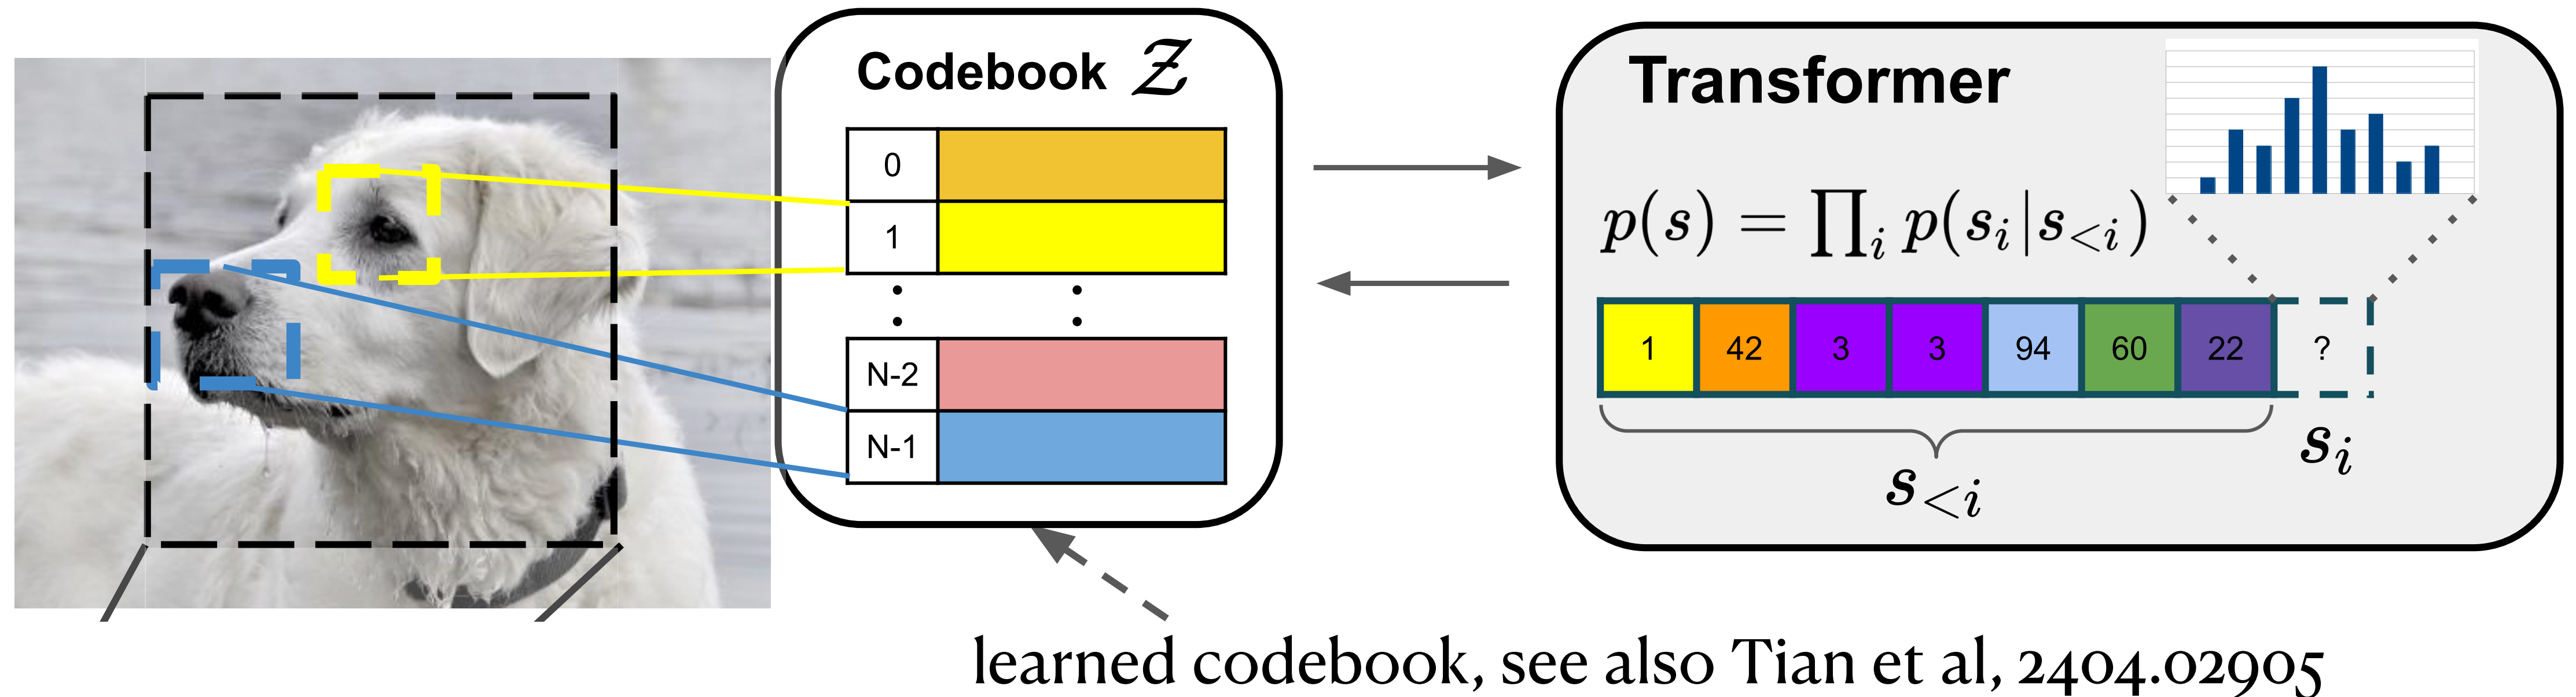 Codebook 𝒵
0
1
N-2
N-1
Transformer
p(s) = ∏ᵢ p(sᵢ|s<ᵢ)
1 42 3 3 94 60 22 ?
s<ᵢ
sᵢ
learned codebook, see also Tian et al, 2404.02905